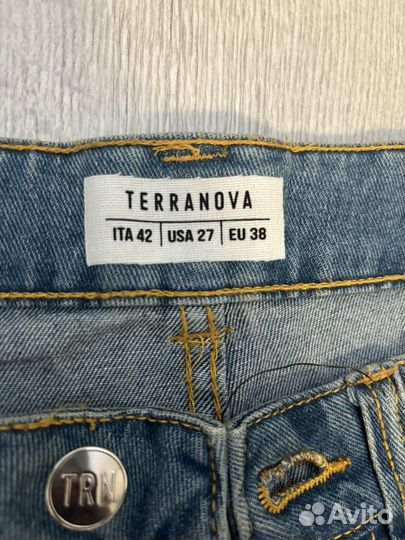 TERRANOVA
ITA 42 | USA 27 | EU 38
TRN
Avito